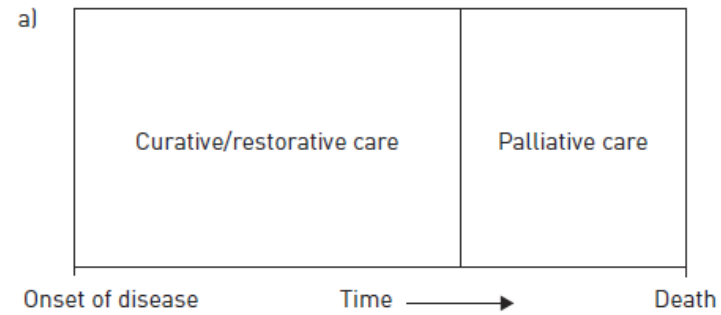 a)
Curative/restorative care
Palliative care
Onset of disease
Time
Death